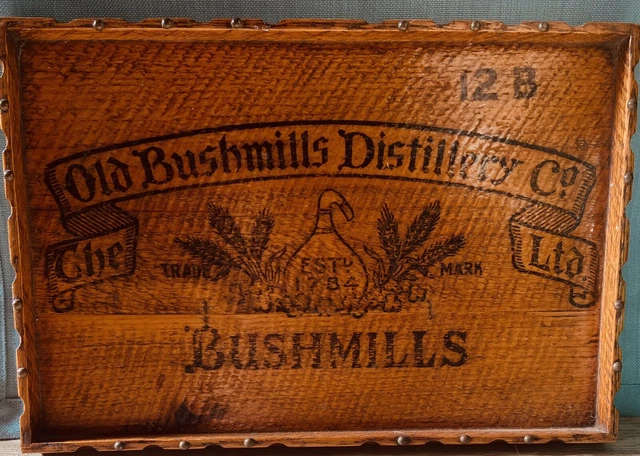 12 B
Old Bushmills Distillery Co.
The
Ltd
TRADE
ESTD
1784
MARK
BUSHMILLS